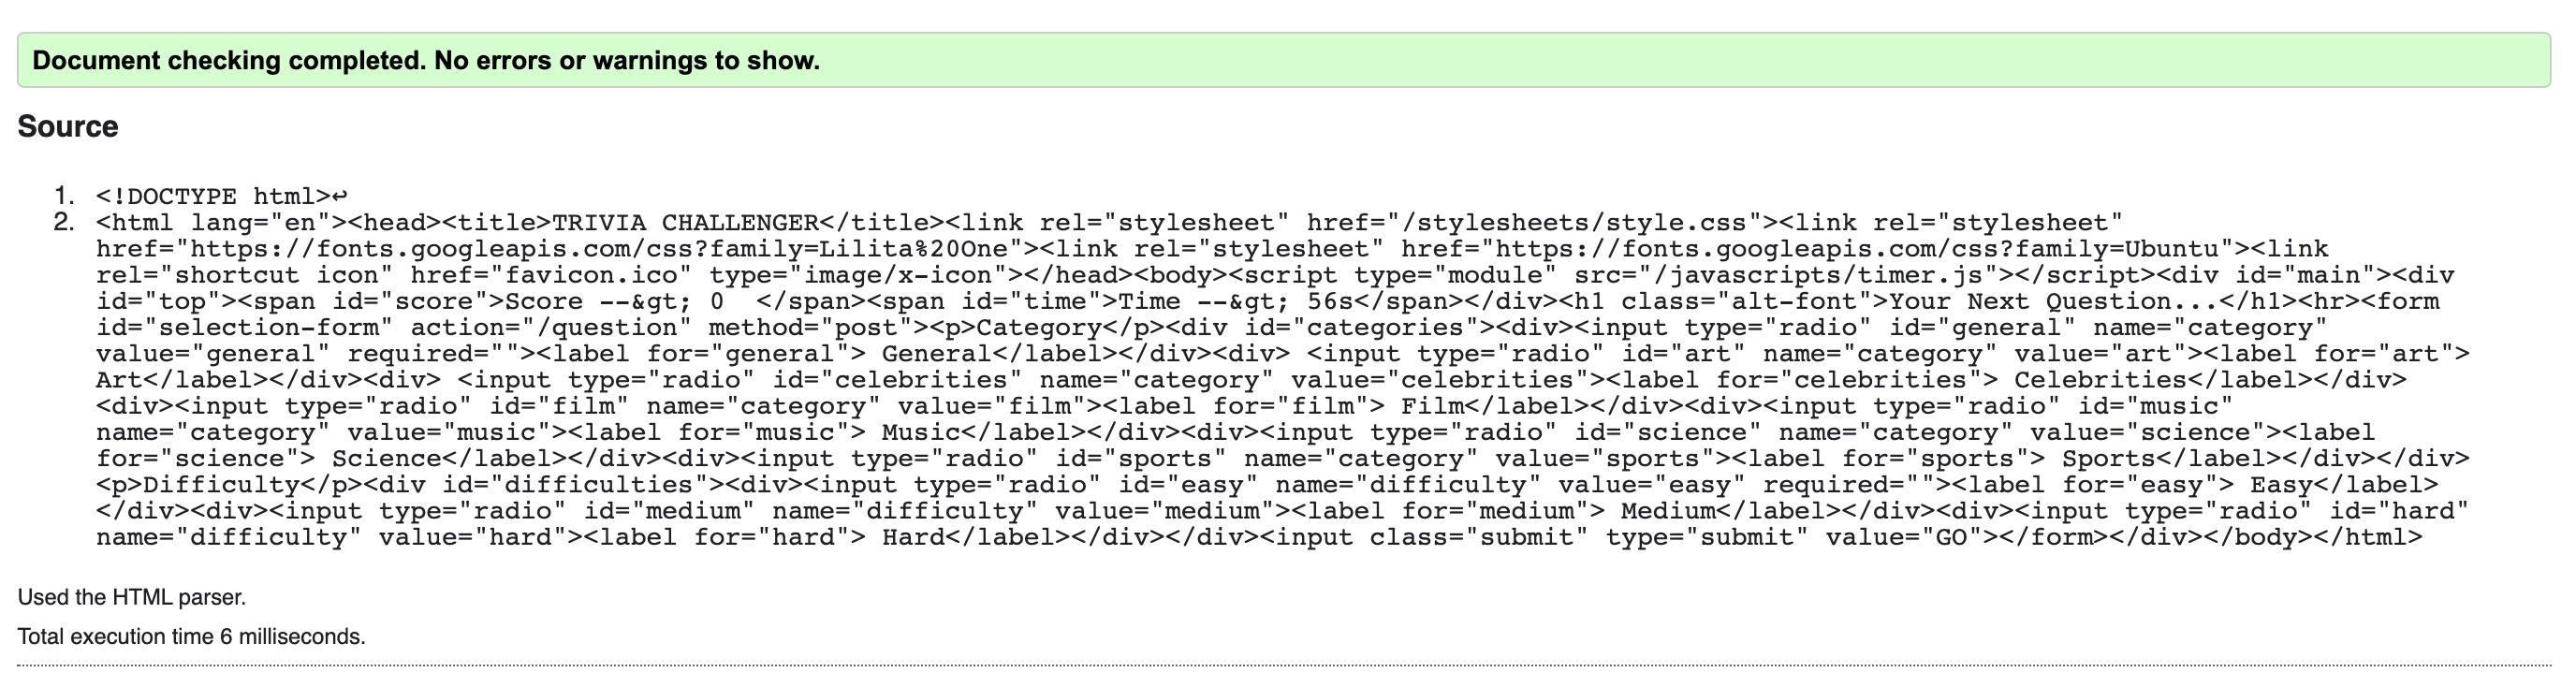 Document checking completed. No errors or warnings to show.
Source
1. <!DOCTYPE html>↩
2. <html lang="en"><head><title>TRIVIA CHALLENGER</title><link rel="stylesheet" href="/stylesheets/style.css"><link rel="stylesheet"
href="https://fonts.googleapis.com/css?family=Lilita%20One"><link rel="stylesheet" href="https://fonts.googleapis.com/css?family=Ubuntu"><link
rel="shortcut icon" href="favicon.ico" type="image/x-icon"></head><body><script type="module" src="/javascripts/timer.js"></script><div id="main"><div
id="top"><span id="score">Score --&gt; 0  </span><span id="time">Time --&gt; 56s</span></div><h1 class="alt-font">Your Next Question...</h1><hr><form
id="selection-form" action="/question" method="post"><p>Category</p><div id="categories"><div><input type="radio" id="general" name="category"
value="general" required=""><label for="general"> General</label></div><div> <input type="radio" id="art" name="category" value="art"><label for="art">
Art</label></div><div> <input type="radio" id="celebrities" name="category" value="celebrities"><label for="celebrities"> Celebrities</label></div>
<div><input type="radio" id="film" name="category" value="film"><label for="film"> Film</label></div><div><input type="radio" id="music"
name="category" value="music"><label for="music"> Music</label></div><div><input type="radio" id="science" name="category" value="science"><label
for="science"> Science</label></div><div><input type="radio" id="sports" name="category" value="sports"><label for="sports"> Sports</label></div></div>
<p>Difficulty</p><div id="difficulties"><div><input type="radio" id="easy" name="difficulty" value="easy" required=""><label for="easy"> Easy</label>
</div><div><input type="radio" id="medium" name="difficulty" value="medium"><label for="medium"> Medium</label></div><div><input type="radio" id="hard"
name="difficulty" value="hard"><label for="hard"> Hard</label></div></div><input class="submit" type="submit" value="GO"></form></div></body></html>
Used the HTML parser.
Total execution time 6 milliseconds.